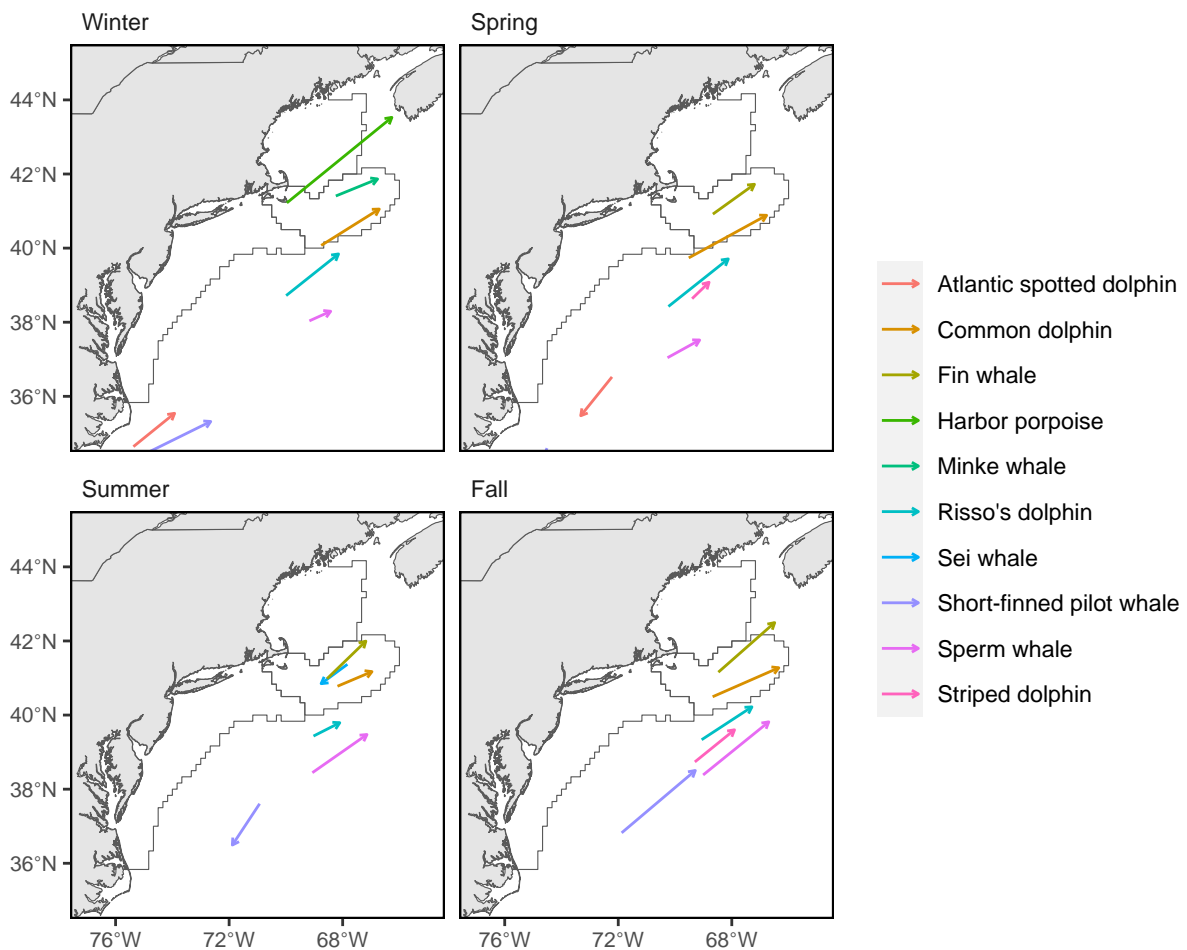 Winter
Spring
44°N
42°N
40°N
38°N
36°N
Summer
Fall
44°N
42°N
40°N
38°N
36°N
76°W
72°W
68°W
76°W
72°W
68°W
Atlantic spotted dolphin
Common dolphin
Fin whale
Harbor porpoise
Minke whale
Risso's dolphin
Sei whale
Short-finned pilot whale
Sperm whale
Striped dolphin